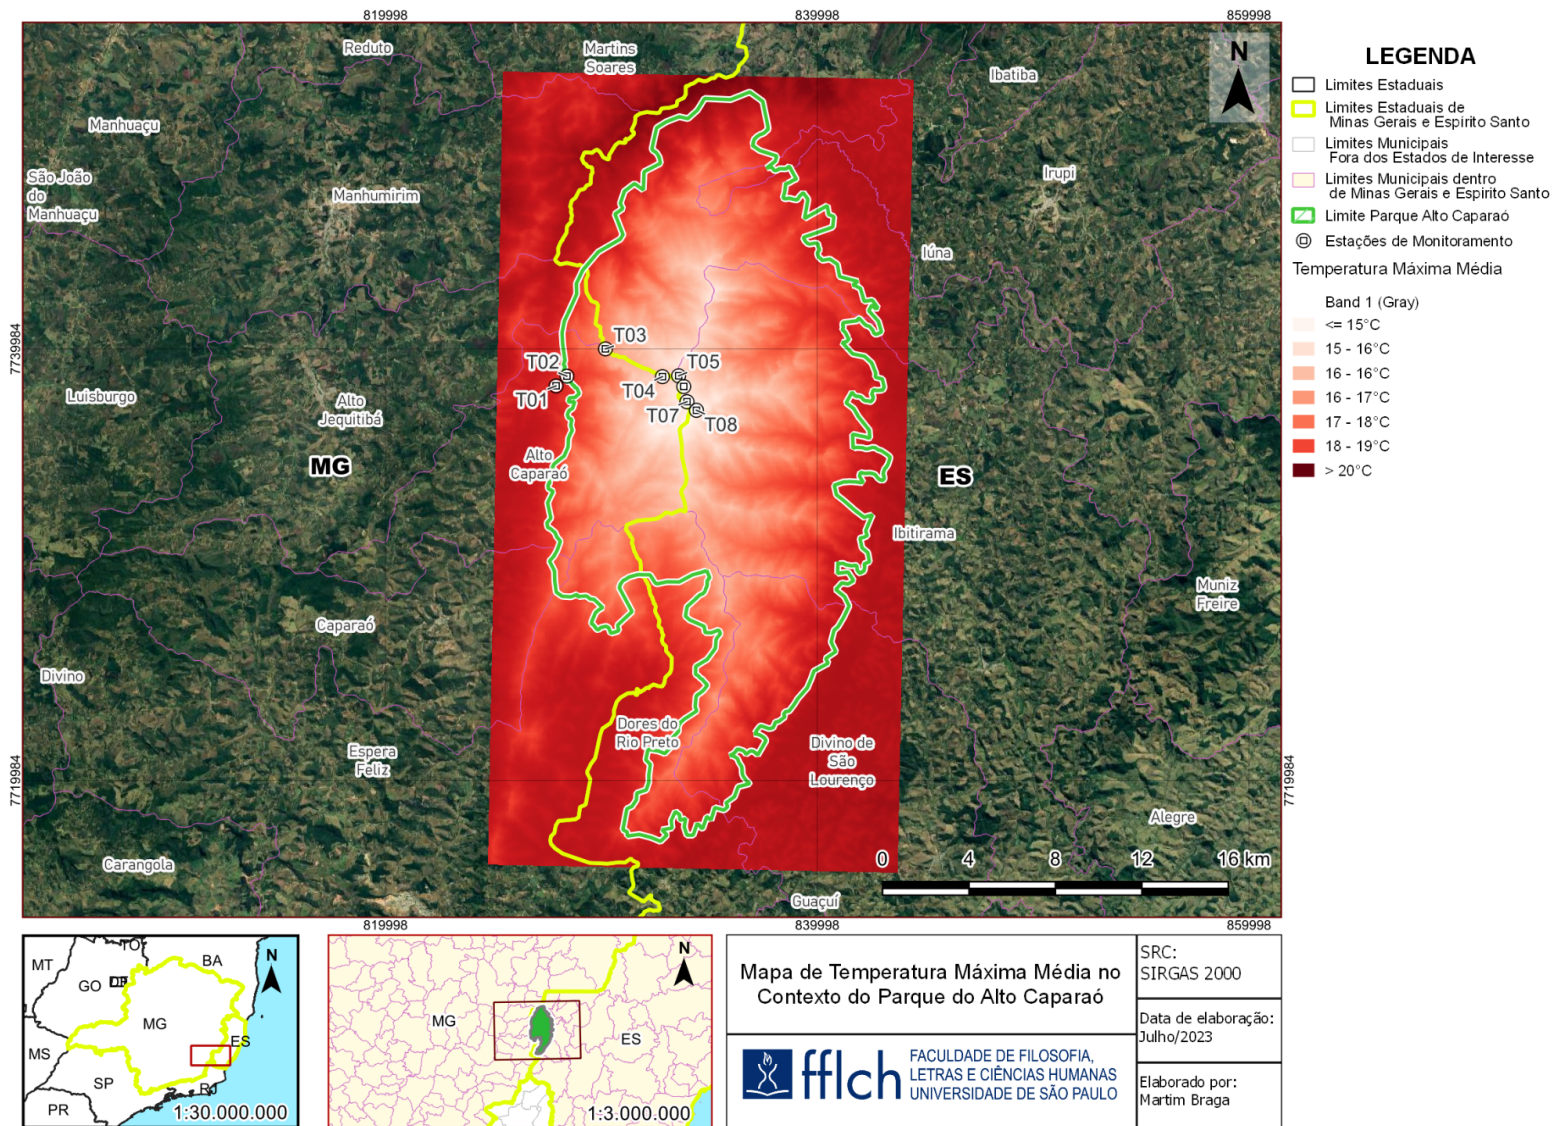 819998
839998
859998
Reduto
Martins
Soares
Ibatiba
N
Manhuaçu
São João
do
Manhuaçu
Manhumirim
Irupi
Iúna
7739984
T03
T02
T05
T04
T01
T07
T08
Luisburgo
Alto
Jequitibá
MG
Alto
Caparaó
ES
Ibitirama
Muniz
Freire
Caparaó
Divino
Dores do
Rio Preto
Divino de
São
Lourenço
Espera
Feliz
7719984
7719984
Alegre
Carangola
0
4
8
12
16 km
Guaçuí
819998
839998
859998
LEGENDA
Limites Estaduais
Limites Estaduais de
Minas Gerais e Espírito Santo
Limites Municipais
Fora dos Estados de Interesse
Limites Municipais dentro
de Minas Gerais e Espírito Santo
Limite Parque Alto Caparaó
Estações de Monitoramento
Temperatura Máxima Média
Band 1 (Gray)
<= 15°C
15 - 16°C
16 - 16°C
16 - 17°C
17 - 18°C
18 - 19°C
> 20°C
TO
MT
BA
N
GO
DF
MG
ES
MS
SP
RJ
PR
1:30.000.000
N
MG
ES
1:3.000.000
Mapa de Temperatura Máxima Média no
Contexto do Parque do Alto Caparaó
fflch
FACULDADE DE FILOSOFIA,
LETRAS E CIÊNCIAS HUMANAS
UNIVERSIDADE DE SÃO PAULO
SRC:
SIRGAS 2000
Data de elaboração:
Julho/2023
Elaborado por:
Martim Braga